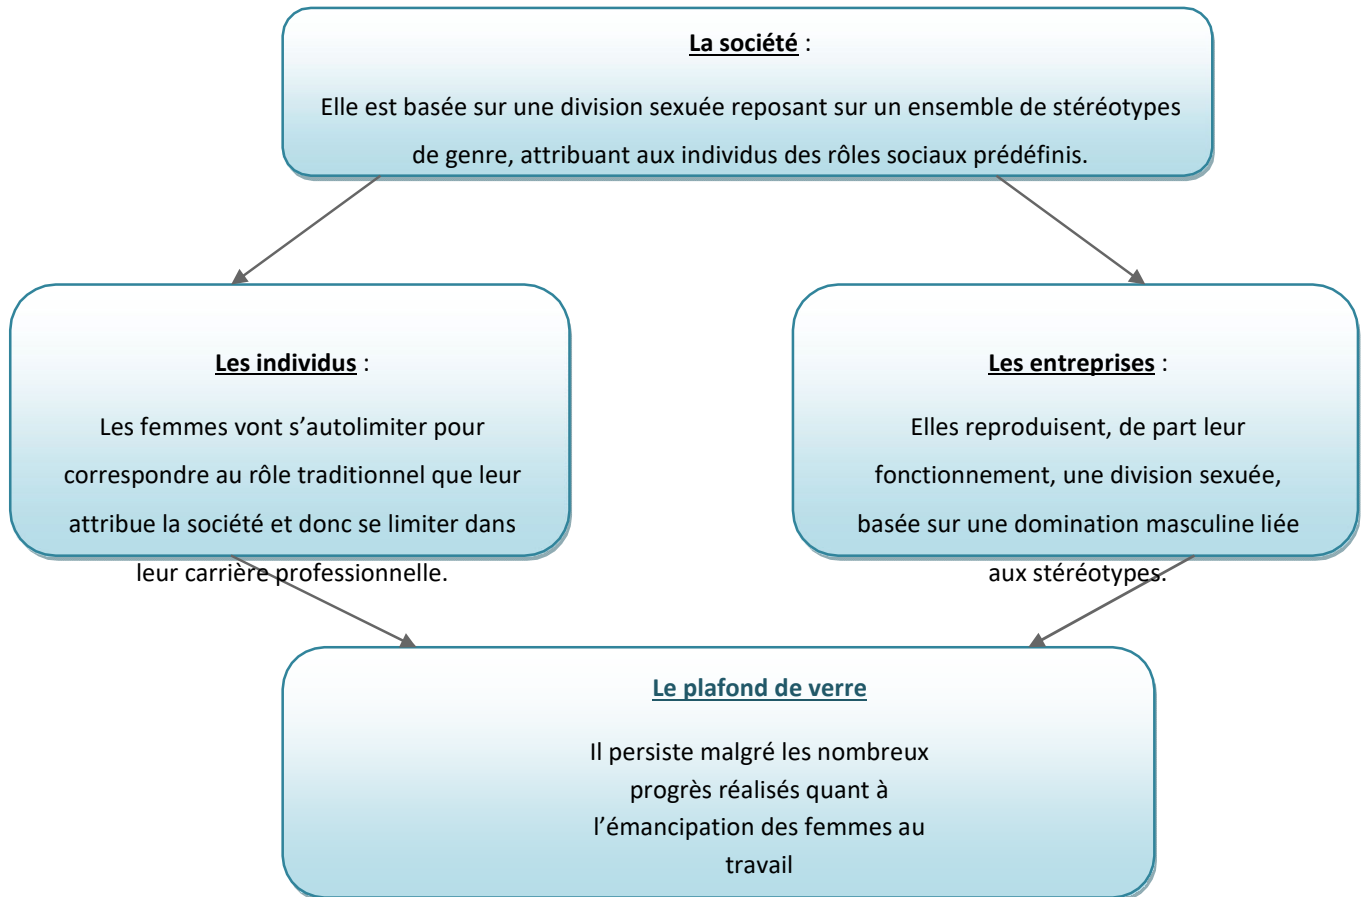 La société :
Elle est basée sur une division sexuée reposant sur un ensemble de stéréotypes
de genre, attribuant aux individus des rôles sociaux prédéfinis.
Les individus :
Les femmes vont s’autolimiter pour
correspondre au rôle traditionnel que leur
attribue la société et donc se limiter dans
leur carrière professionnelle.
Les entreprises :
Elles reproduisent, de part leur
fonctionnement, une division sexuée,
basée sur une domination masculine liée
aux stéréotypes.
Le plafond de verre
Il persiste malgré les nombreux
progrès réalisés quant à
l’émancipation des femmes au
travail